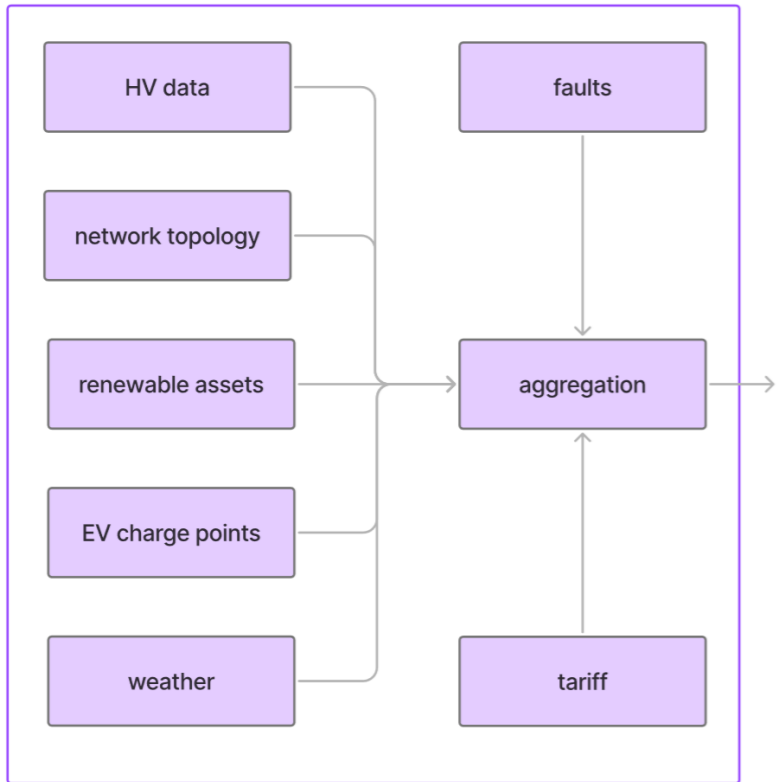 HV data
faults
network topology
renewable assets
aggregation
EV charge points
weather
tariff